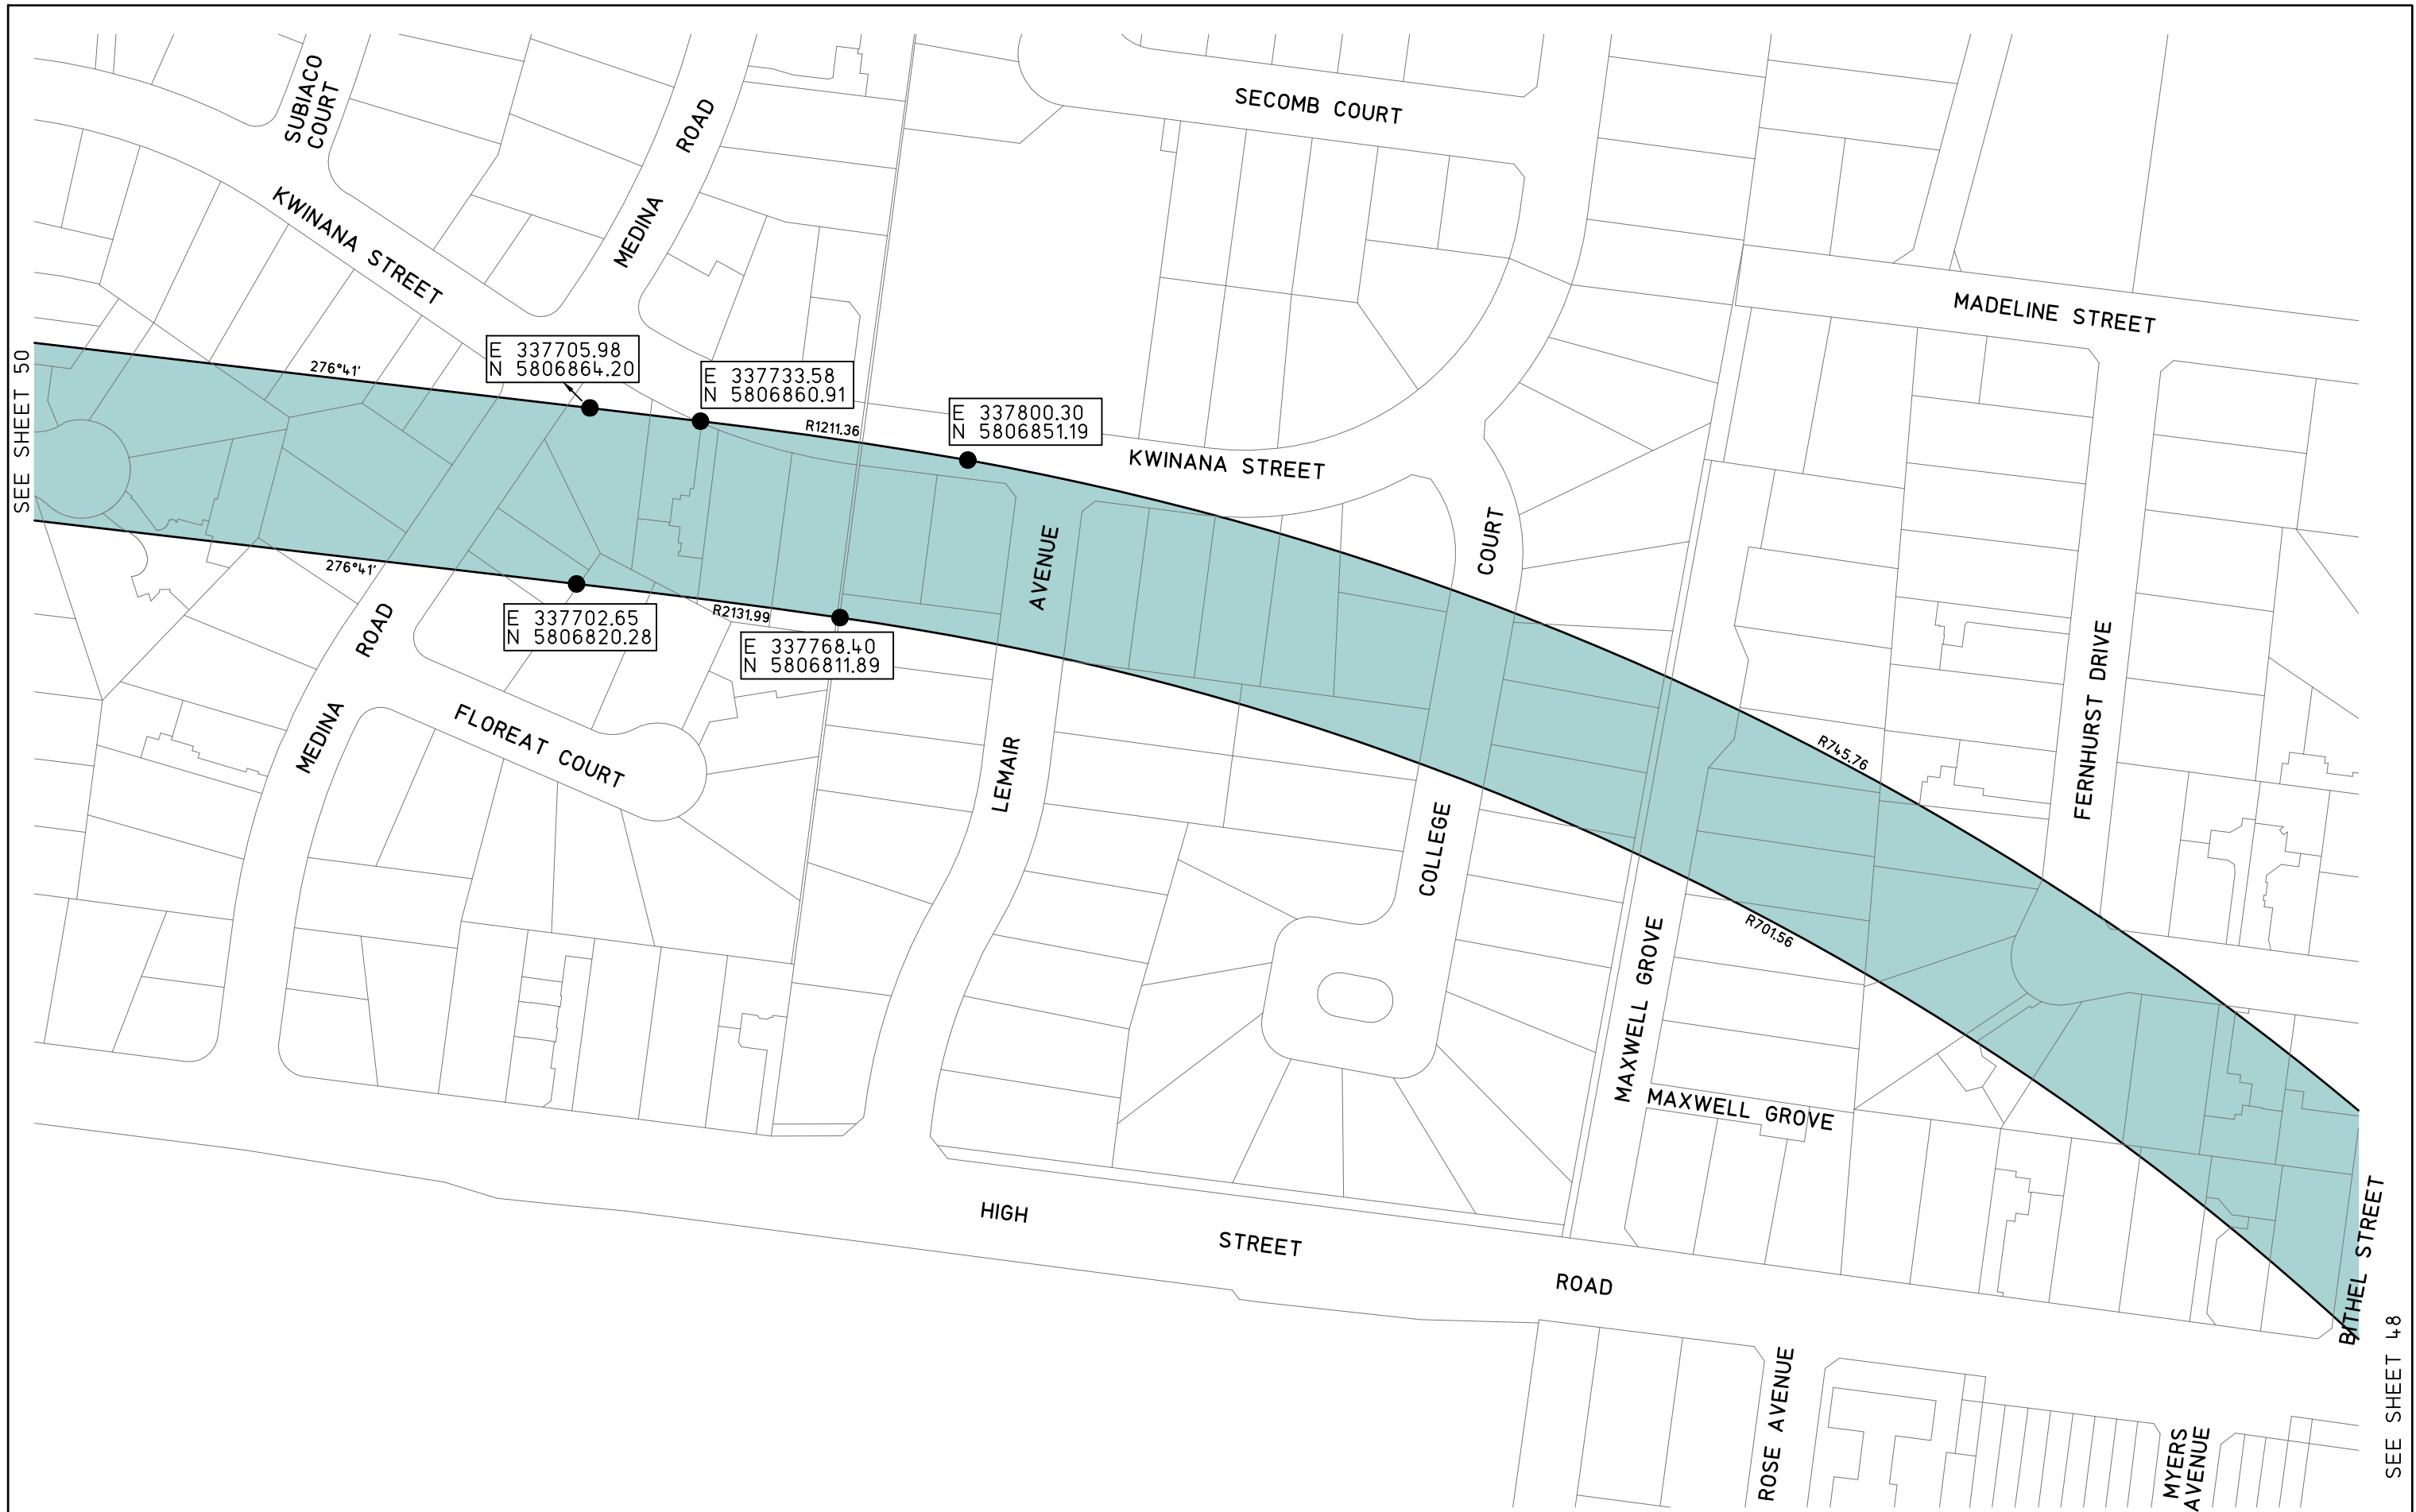 SUBIACO
COURT
ROAD
MEDINA
SECOMB COURT
KWINANA STREET
MADELINE STREET
SEE SHEET 50
276°41'
E 337705.98
N 5806864.20
E 337733.58
N 5806860.91
R1211.36
E 337800.30
N 5806851.19
KWINANA STREET
COURT
AVENUE
276°41'
E 337702.65
N 5806820.28
R2131.99
E 337768.40
N 5806811.89
ROAD
MEDINA
FLOREAT COURT
LEMAIR
COLLEGE
FERNHURST DRIVE
R745.76
R701.56
MAXWELL GROVE
MAXWELL GROVE
HIGH
STREET
ROAD
BITHEL STREET
SEE SHEET 48
ROSE AVENUE
MYERS
AVENUE